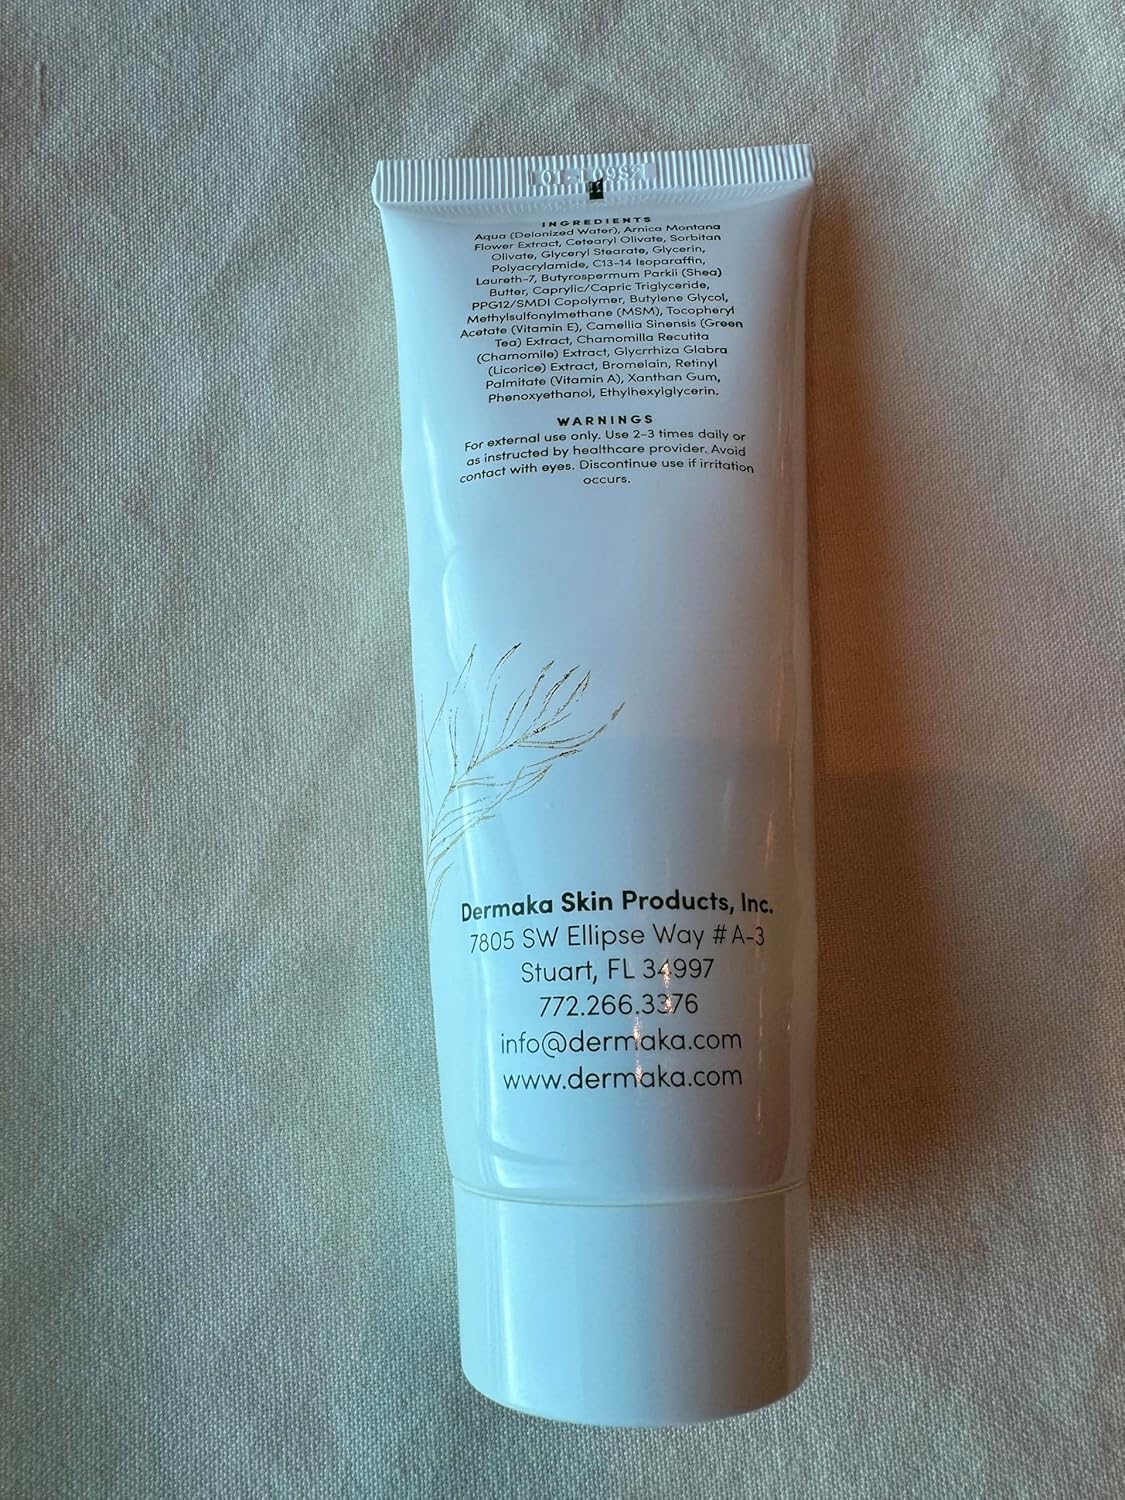 INGREDIENTS
Aqua (Deionized Water), Arnica Montana
Flower Extract, Cetearyl Olivate, Sorbitan
Olivate, Glyceryl Stearate, Glycerin,
Polyacrylamide, C13-14 Isoparaffin,
Laureth-7, Butyrospermum Parkii (Shea)
Butter, Caprylic/Capric Triglyceride,
PPG12/SMDI Copolymer, Butylene Glycol,
Methylsulfonylmethane (MSM), Tocopheryl
Acetate (Vitamin E), Camellia Sinensis (Green
Tea) Extract, Chamomilla Recutita
(Chamomile) Extract, Glycrrhiza Glabra
(Licorice) Extract, Bromelain, Retinyl
Palmitate (Vitamin A), Xanthan Gum,
Phenoxyethanol, Ethylhexylglycerin.
WARNINGS
For external use only. Use 2-3 times daily or
as instructed by healthcare provider. Avoid
contact with eyes. Discontinue use if irritation
occurs.
Dermaka Skin Products, Inc.
7805 SW Ellipse Way #A-3
Stuart, FL 34997
772.266.3376
info@dermaka.com
www.dermaka.com